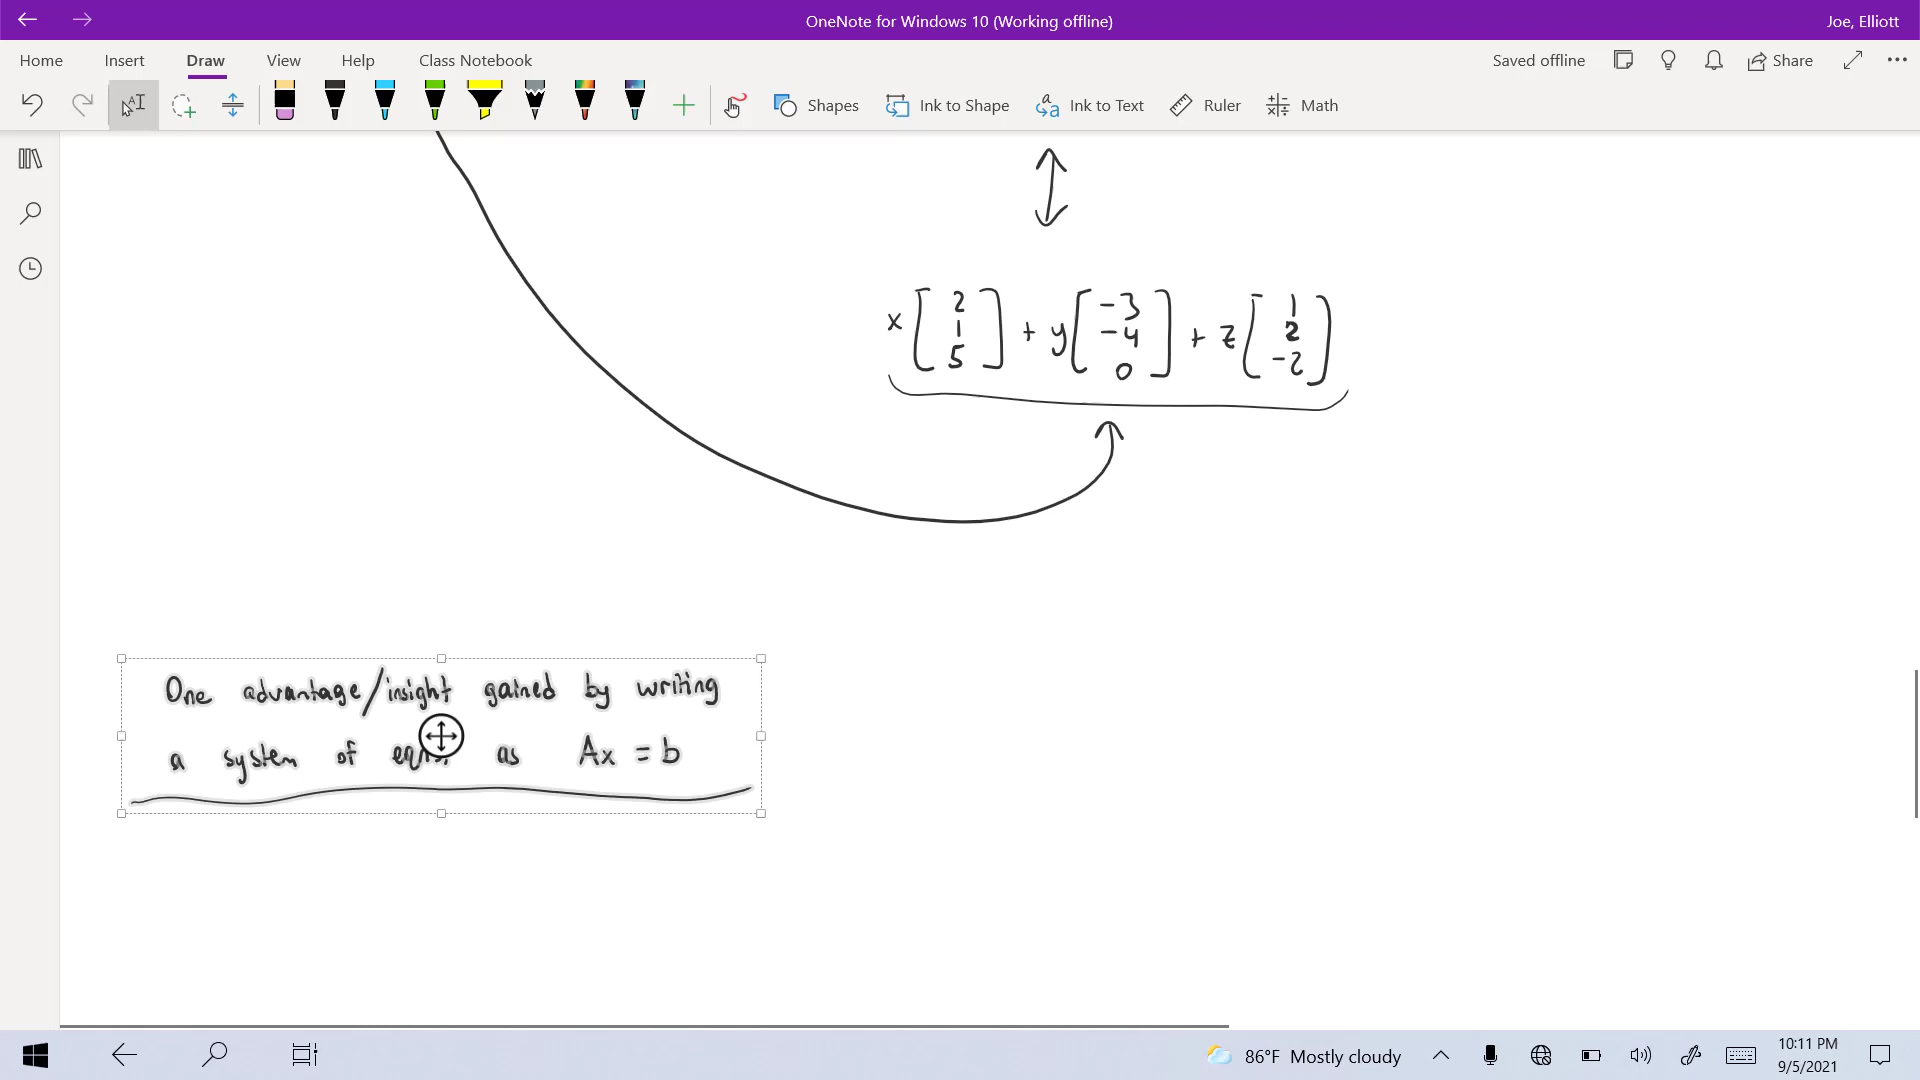 OneNote for Windows 10 (Working offline)
Joe, Elliott
Home Insert Draw View Help Class Notebook
Saved offline Share
Shapes Ink to Shape Ink to Text Ruler Math
x [ 2 1 5 ] + y [ -3 -4 0 ] + z [ 1 2 -2 ]
One advantage/insight gained by writing
a system of eqns. as Ax = b
86°F Mostly cloudy
10:11 PM
9/5/2021